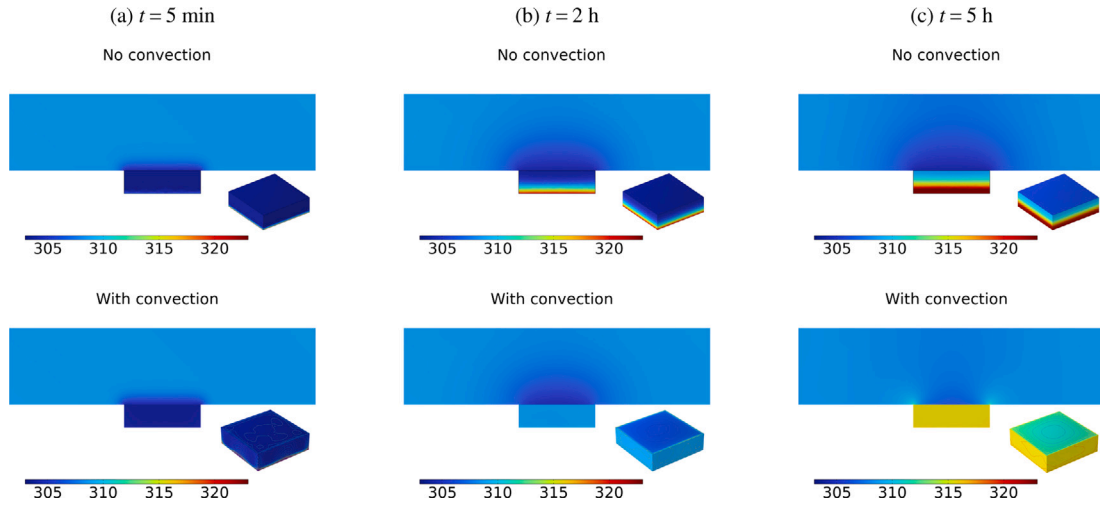 (a) t = 5 min
(b) t = 2 h
(c) t = 5 h
No convection
No convection
No convection
305 310 315 320
305 310 315 320
305 310 315 320
With convection
With convection
With convection
305 310 315 320
305 310 315 320
305 310 315 320